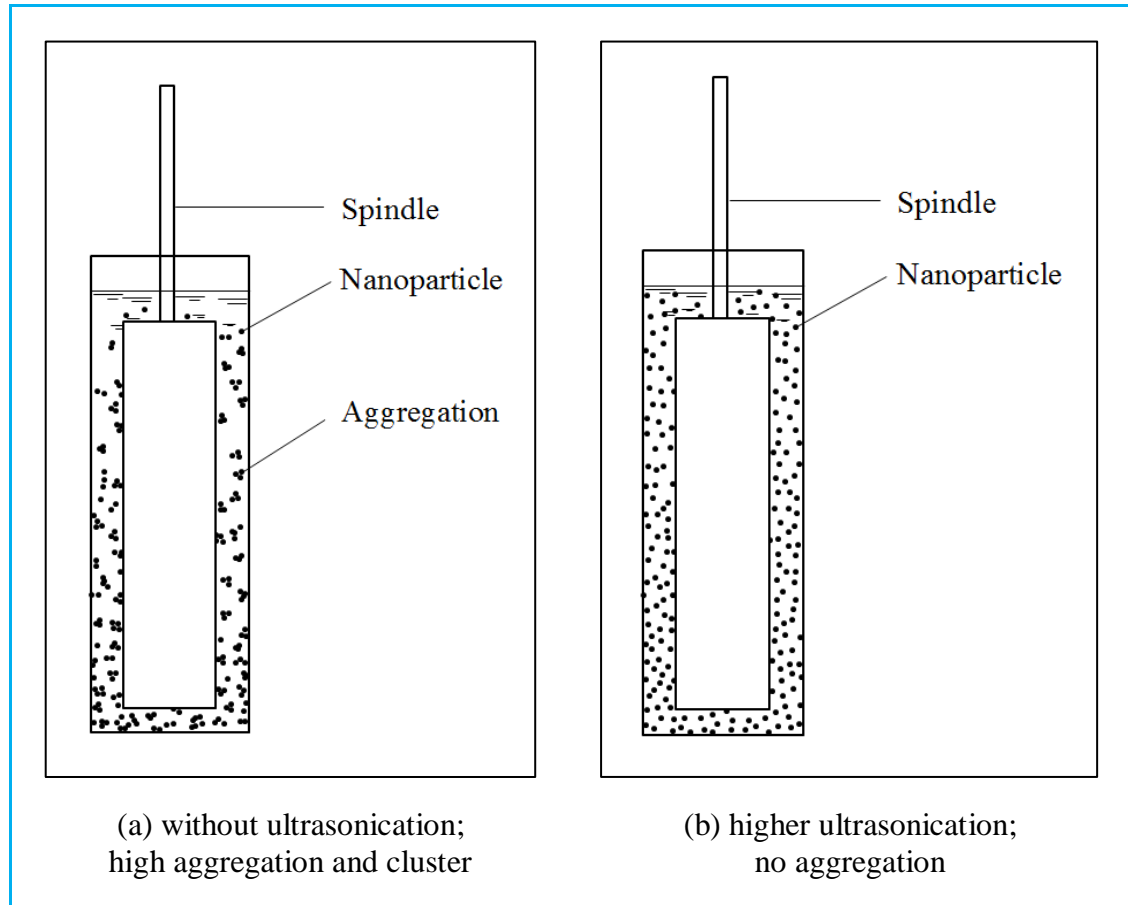 Spindle
Nanoparticle
Aggregation
(a) without ultrasonication;
high aggregation and cluster
Spindle
Nanoparticle
(b) higher ultrasonication;
no aggregation